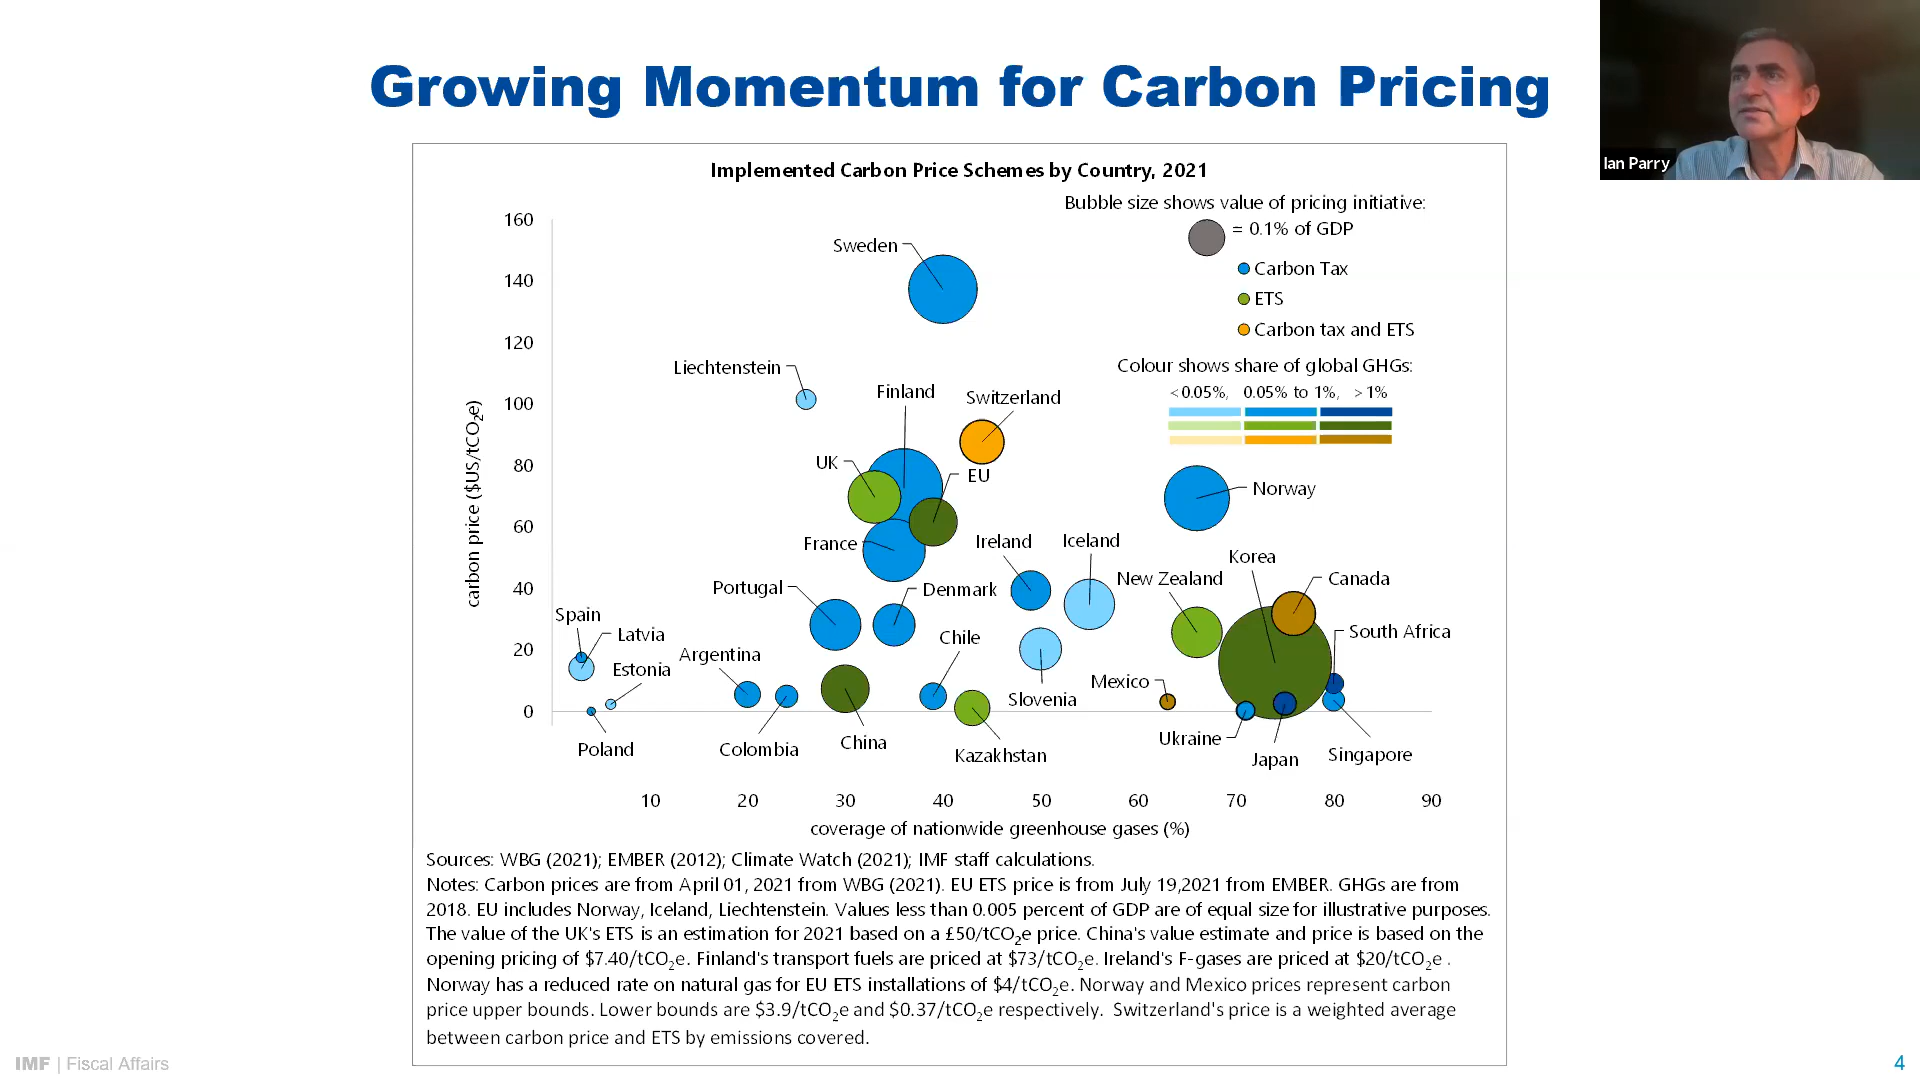 Growing Momentum for Carbon Pricing
Ian Parry
Implemented Carbon Price Schemes by Country, 2021
Bubble size shows value of pricing initiative:
= 0.1% of GDP
Carbon Tax
ETS
Carbon tax and ETS
Colour shows share of global GHGs:
<0.05%, 0.05% to 1%, >1%
carbon price ($US/tCO₂e)
160
140
120
100
80
60
40
20
0
Sweden
Liechtenstein
Finland
Switzerland
UK
EU
Norway
France
Ireland
Iceland
Korea
New Zealand
Canada
Portugal
Denmark
Spain
Latvia
South Africa
Chile
Argentina
Estonia
Mexico
Slovenia
Poland
Colombia
China
Kazakhstan
Ukraine
Japan
Singapore
10 20 30 40 50 60 70 80 90
coverage of nationwide greenhouse gases (%)
Sources: WBG (2021); EMBER (2012); Climate Watch (2021); IMF staff calculations.
Notes: Carbon prices are from April 01, 2021 from WBG (2021). EU ETS price is from July 19,2021 from EMBER. GHGs are from
2018. EU includes Norway, Iceland, Liechtenstein. Values less than 0.005 percent of GDP are of equal size for illustrative purposes.
The value of the UK's ETS is an estimation for 2021 based on a £50/tCO₂e price. China's value estimate and price is based on the
opening pricing of $7.40/tCO₂e. Finland's transport fuels are priced at $73/tCO₂e. Ireland's F-gases are priced at $20/tCO₂e .
Norway has a reduced rate on natural gas for EU ETS installations of $4/tCO₂e. Norway and Mexico prices represent carbon
price upper bounds. Lower bounds are $3.9/tCO₂e and $0.37/tCO₂e respectively. Switzerland's price is a weighted average
between carbon price and ETS by emissions covered.
IMF | Fiscal Affairs
4